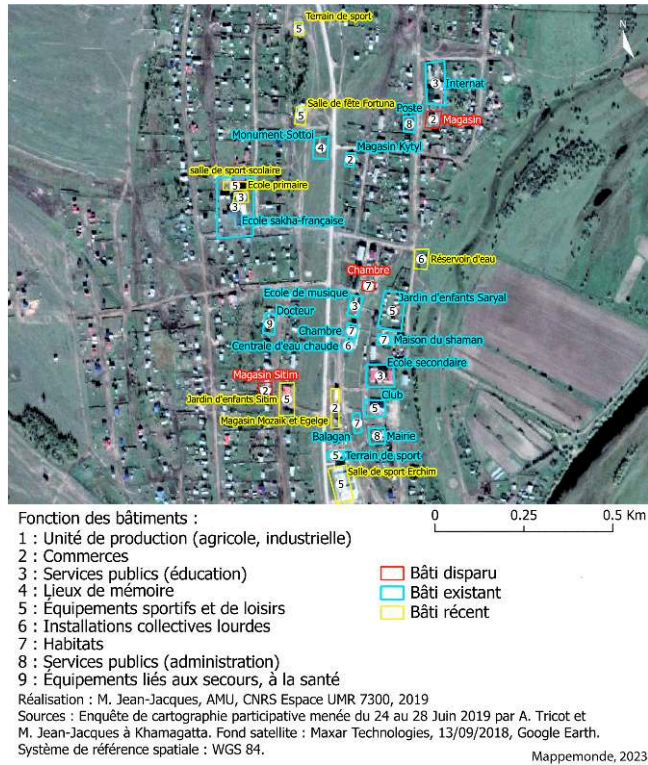 Terrain de sport
5
N
Internat
3
Salle de fête Fortuna
5
Poste
8
2
Magasin
Monument Sottoi
4
Magasin Kytyl
2
salle de sport scolaire
5
Ecole primaire
3
3
Ecole sakha-française
6
Réservoir d'eau
Chambre
7
Ecole de musique
3
Jardin d'enfants Saryal
5
Docteur
9
Chambre
7
Centrale d'eau chaude
6
7
Maison du shaman
Ecole secondaire
3
Magasin Sitim
2
Jardin d'enfants Sitim
5
2
Club
5
Magasin Mozaik et Egelge
7
Balagan
8
Mairie
5
Terrain de sport
Salle de sport Erchim
5
Fonction des bâtiments :
1 : Unité de production (agricole, industrielle)
2 : Commerces
3 : Services publics (éducation)
4 : Lieux de mémoire
5 : Équipements sportifs et de loisirs
6 : Installations collectives lourdes
7 : Habitats
8 : Services publics (administration)
9 : Équipements liés aux secours, à la santé
0 0.25 0.5 Km
Bâti disparu
Bâti existant
Bâti récent
Réalisation : M. Jean-Jacques, AMU, CNRS Espace UMR 7300, 2019
Sources : Enquête de cartographie participative menée du 24 au 28 Juin 2019 par A. Tricot et
M. Jean-Jacques à Khamagatta. Fond satellite : Maxar Technologies, 13/09/2018, Google Earth.
Système de référence spatiale : WGS 84.
Mappemonde, 2023